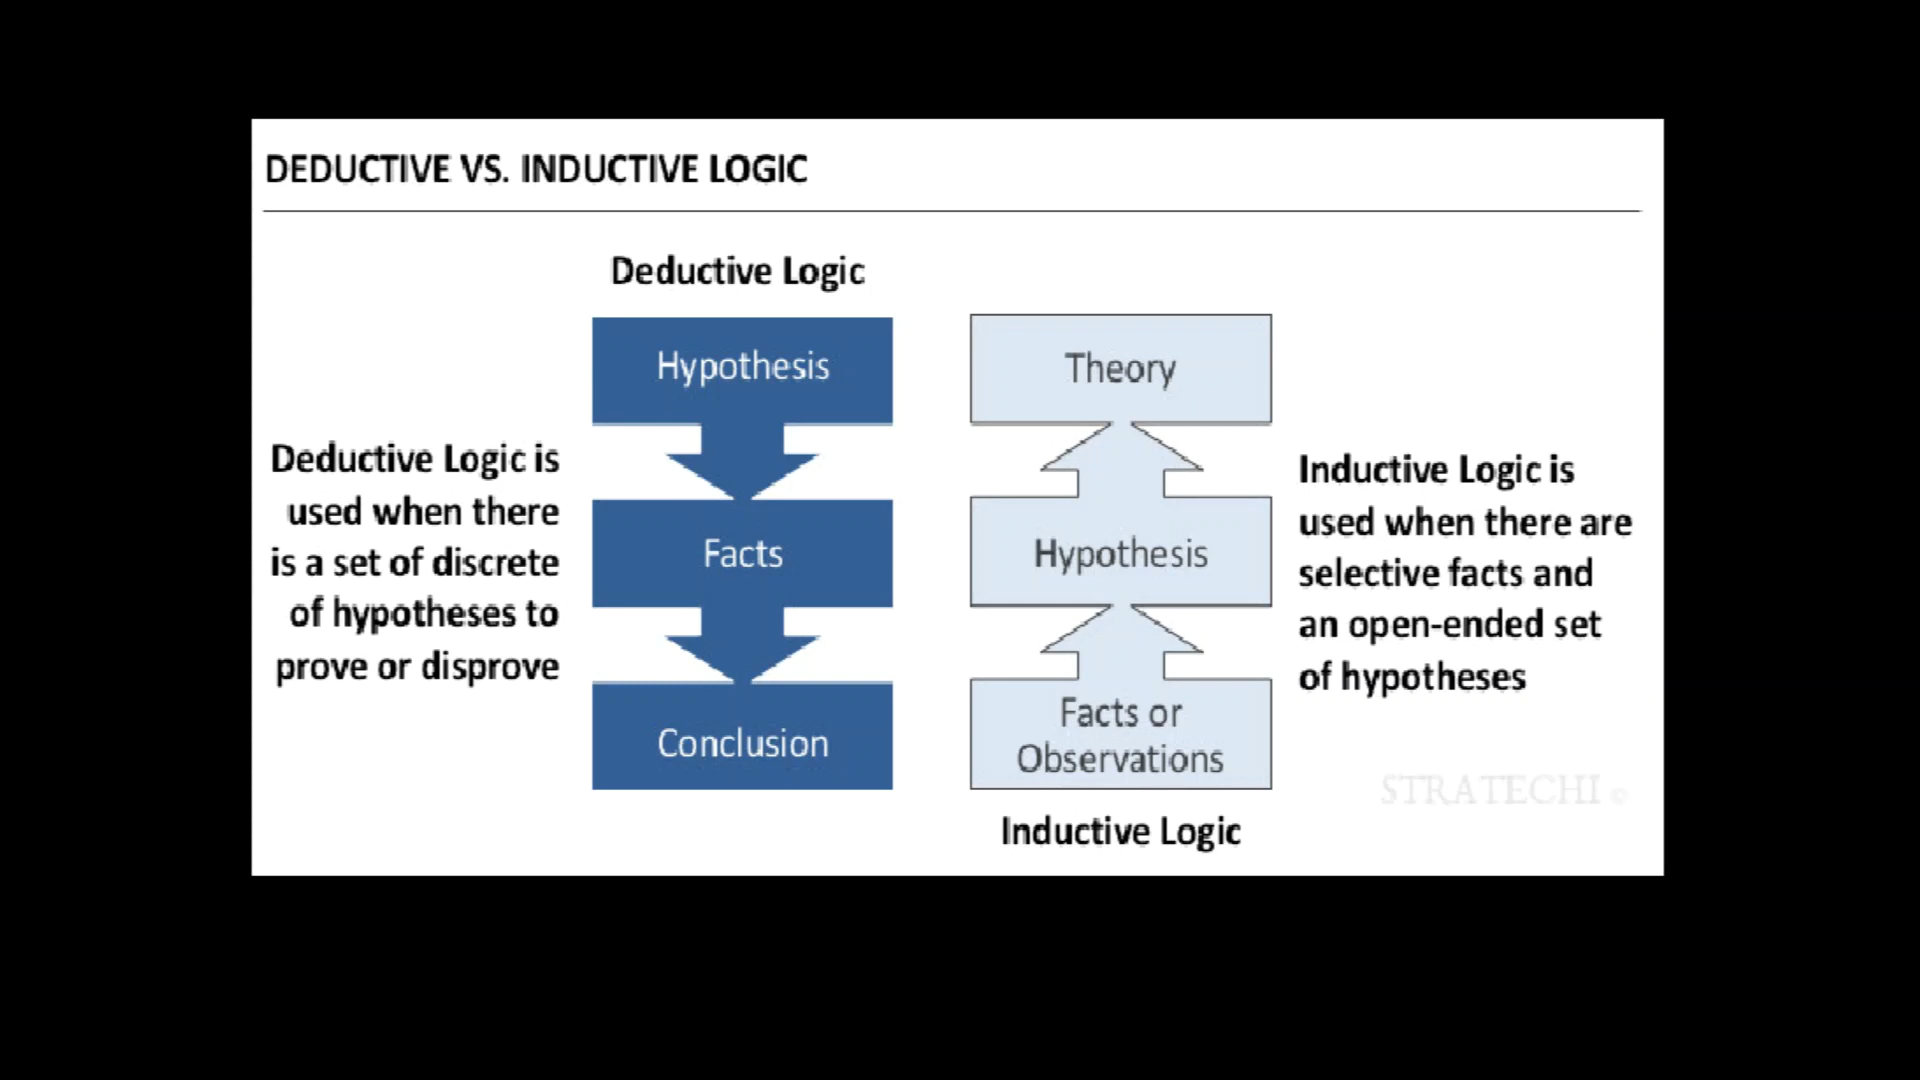 DEDUCTIVE VS. INDUCTIVE LOGIC
Deductive Logic
Hypothesis
Facts
Conclusion
Deductive Logic is
used when there
is a set of discrete
of hypotheses to
prove or disprove
Theory
Hypothesis
Facts or
Observations
Inductive Logic
Inductive Logic is
used when there are
selective facts and
an open-ended set
of hypotheses
STRATECHI ©